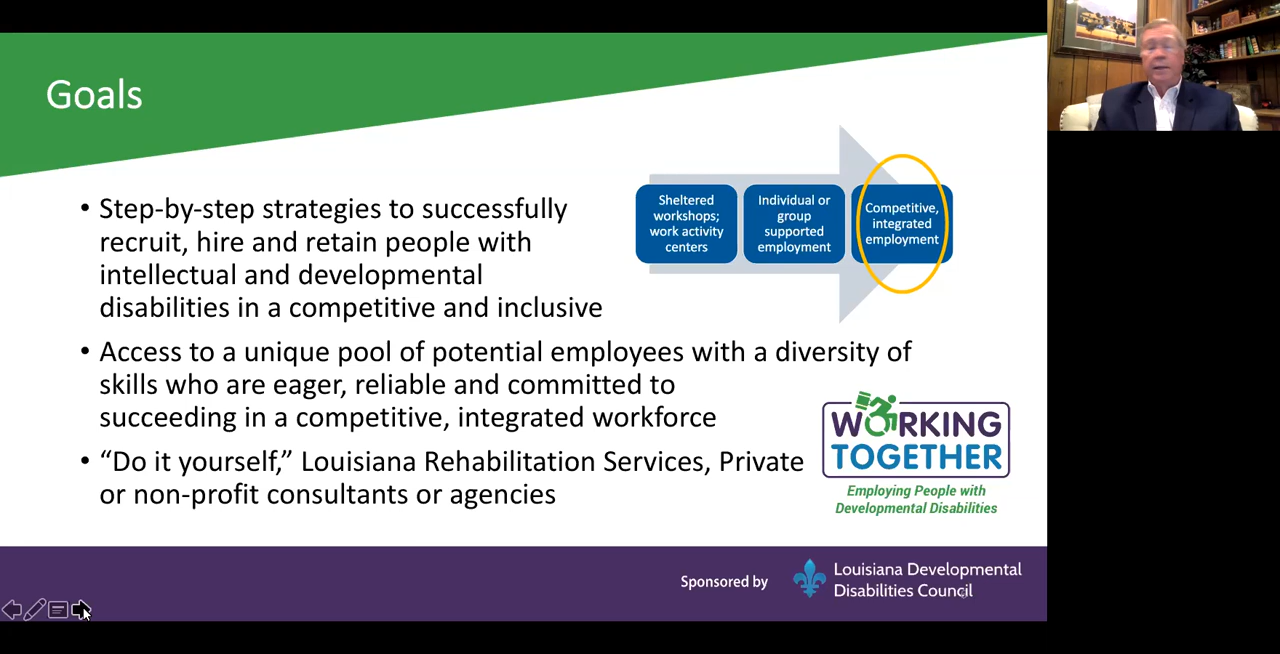 Goals
• Step-by-step strategies to successfully
recruit, hire and retain people with
intellectual and developmental
disabilities in a competitive and inclusive
Sheltered
workshops;
work activity
centers
Individual or
group
supported
employment
Competitive,
integrated
employment
• Access to a unique pool of potential employees with a diversity of
skills who are eager, reliable and committed to
succeeding in a competitive, integrated workforce
• “Do it yourself,” Louisiana Rehabilitation Services, Private
or non-profit consultants or agencies
WORKING
TOGETHER
Employing People with
Developmental Disabilities
Sponsored by
Louisiana Developmental
Disabilities Council